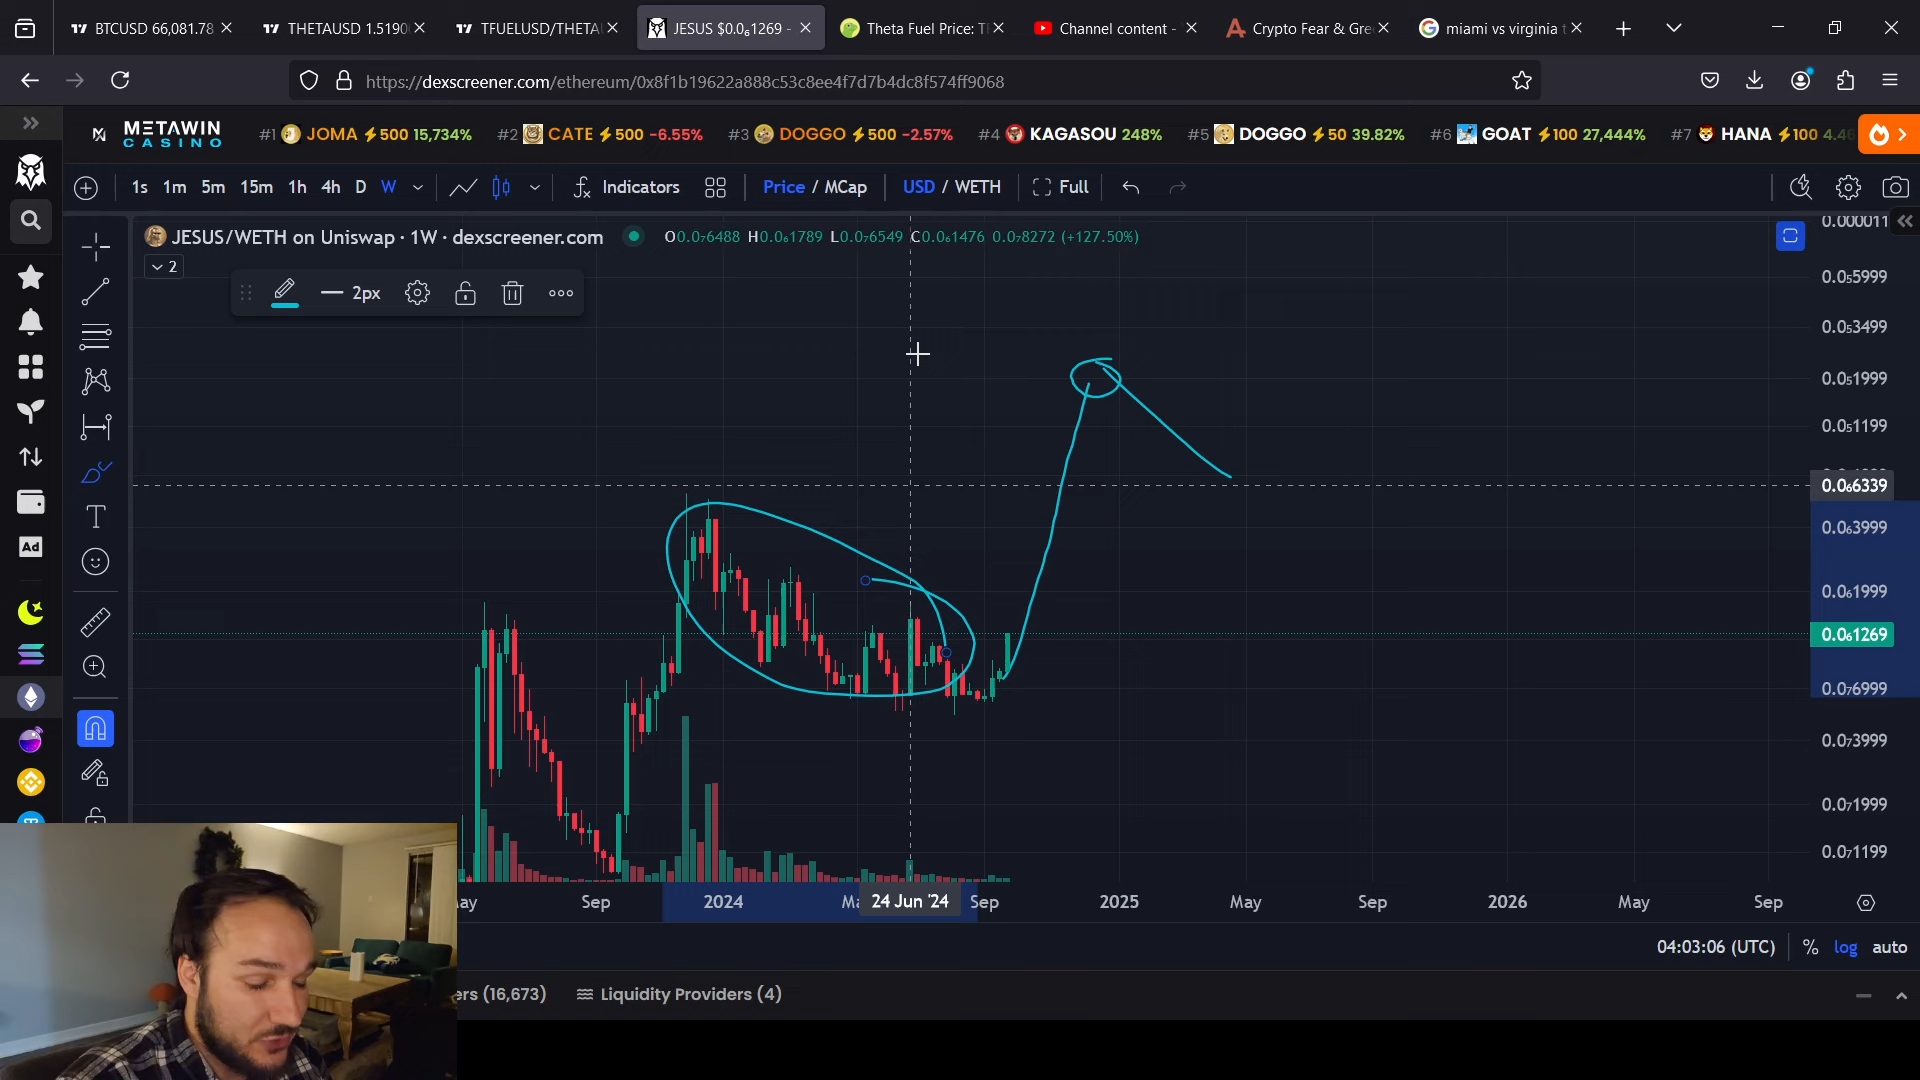 BTCUSD 66,081.78
THETAUSD 1.5190
TFUELUSD/THETA
JESUS $0.0₆1269 -
Theta Fuel Price: T
Channel content -
Crypto Fear & Gre
miami vs virginia t
https://dexscreener.com/ethereum/0x8f1b19622a888c53c8ee4f7d7b4dc8f574ff9068
METAWIN CASINO
#1 JOMA ⚡500 15,734% #2 CATE ⚡500 -6.55% #3 DOGGO ⚡500 -2.57% #4 KAGASOU 248% #5 DOGGO ⚡50 39.82% #6 GOAT ⚡100 27,444% #7 HANA ⚡100 4.46
1s 1m 5m 15m 1h 4h D W Indicators Price / MCap USD / WETH Full
JESUS/WETH on Uniswap · 1W · dexscreener.com O0.0₇6488 H0.0₆1789 L0.0₇6549 C0.0₆1476 0.0₇8272 (+127.50%)
2
2px
T
Ad
0.000011
0.0₅5999
0.0₅3499
0.0₅1999
0.0₅1199
0.0₆6339
0.0₆3999
0.0₆1999
0.0₆1269
0.0₇6999
0.0₇3999
0.0₇1999
0.0₇1199
Sep 2024 24 Jun '24 Sep 2025 May Sep 2026 May Sep
04:03:06 (UTC) % log auto
ers (16,673) Liquidity Providers (4)